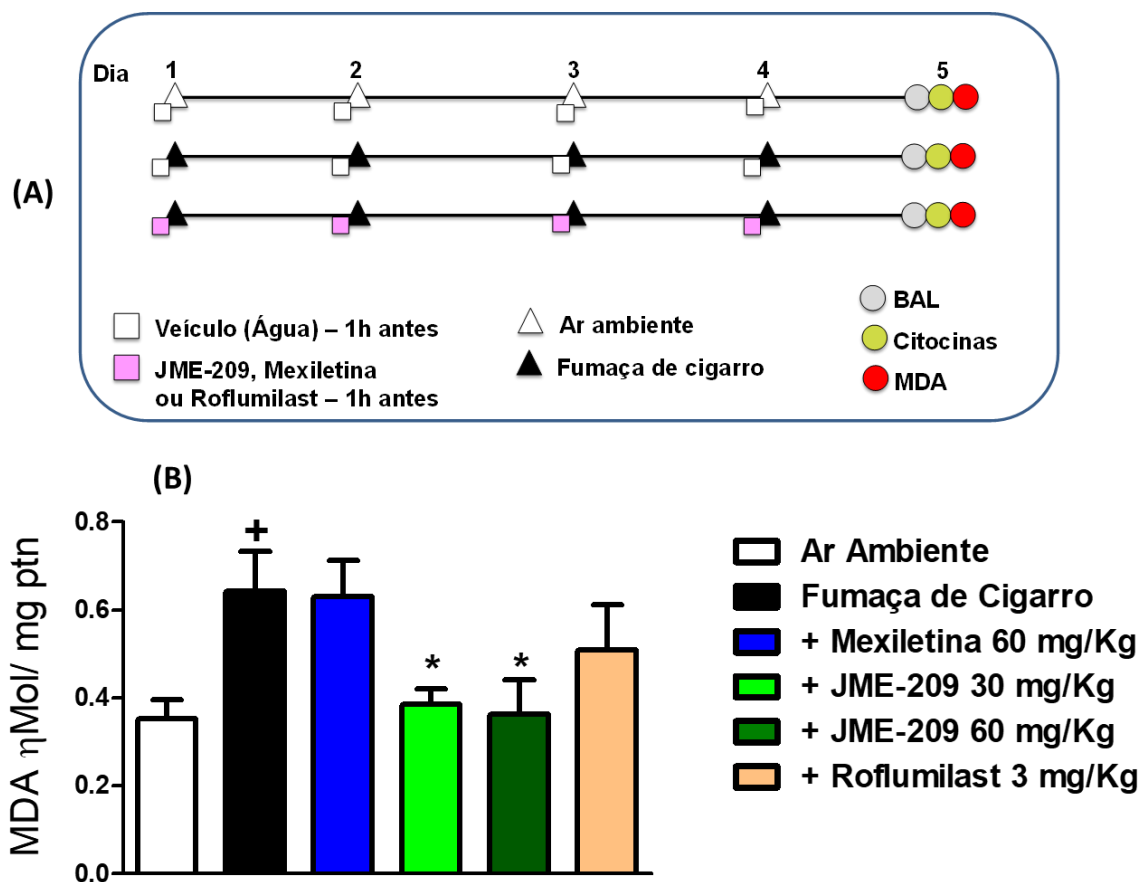 Dia 1 2 3 4 5
(A)
Veículo (Água) – 1h antes
JME-209, Mexiletina
ou Roflumilast – 1h antes
Ar ambiente
Fumaça de cigarro
BAL
Citocinas
MDA
(B)
MDA ηMol/ mg ptn
0.8
0.6
0.4
0.2
0.0
+
*
*
Ar Ambiente
Fumaça de Cigarro
+ Mexiletina 60 mg/Kg
+ JME-209 30 mg/Kg
+ JME-209 60 mg/Kg
+ Roflumilast 3 mg/Kg